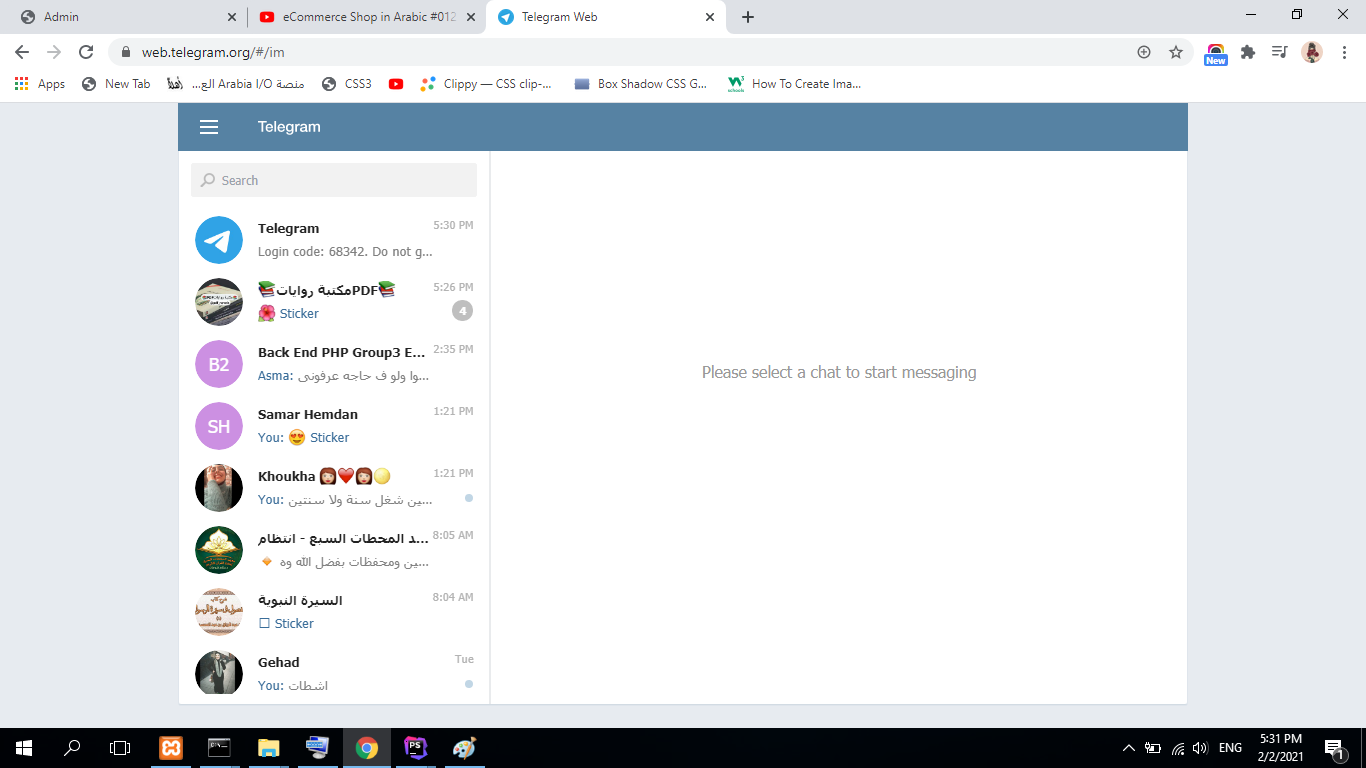 Admin
eCommerce Shop in Arabic #012
Telegram Web
web.telegram.org/#/im
New
Apps
New Tab
منصة Arabia I/O الع...
CSS3
Clippy — CSS clip-...
Box Shadow CSS G...
How To Create Ima...
Telegram
Search
Telegram
5:30 PM
Login code: 68342. Do not g...
📚مكتبة رواياتPDF📚
5:26 PM
🌺 Sticker
4
B2
Back End PHP Group3 E...
2:35 PM
Asma: وا ولو ف حاجه عرفونى...
SH
Samar Hemdan
1:21 PM
You: 😍 Sticker
Khoukha 👩❤️👩🌕
1:21 PM
You: ين شغل سنة ولا سنتين...
د المحطات السبع - انتظام...
8:05 AM
🔸 ين ومحفظات بفضل الله وه...
السيرة النبوية
8:04 AM
☐ Sticker
Gehad
Tue
You: اشطات
Please select a chat to start messaging
PS
ENG
5:31 PM
2/2/2021
1